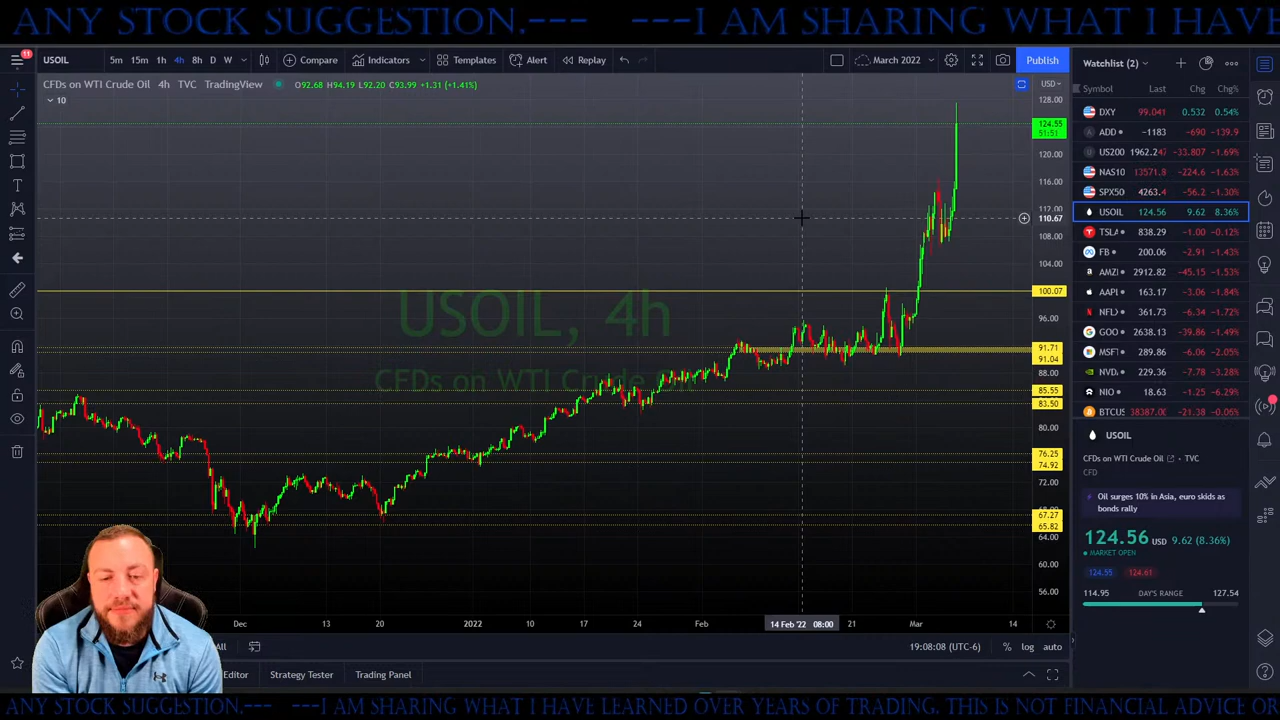 ANY STOCK SUGGESTION.--- ---I AM SHARING WHAT I HAVE
11
USOIL 5m 15m 1h 4h 8h D W Compare Indicators Templates Alert Replay March 2022 Publish
Watchlist (2)
CFDs on WTI Crude Oil 4h TVC TradingView O92.68 H94.19 L92.20 C93.99 +1.31 (+1.41%)
10
USD
Symbol Last Chg Chg%
DXY 99.041 0.532 0.54%
ADD -1183 -690 -139.9
US200 1962.247 -33.807 -1.69%
NAS10 13571.8 -224.6 -1.63%
SPX50 4263.4 -56.2 -1.30%
USOIL 124.56 9.62 8.36%
TSLA 838.29 -1.00 -0.12%
FB 200.06 -2.91 -1.43%
AMZI 2912.82 -45.15 -1.53%
AAPI 163.17 -3.06 -1.84%
NFL 361.73 -6.34 -1.72%
GOO 2638.13 -39.86 -1.49%
MSFT 289.86 -6.06 -2.05%
NVD 229.36 -7.78 -3.28%
NIO 18.63 -1.25 -6.29%
BTCUS 38387.00 -21.38 -0.06%
128.00
124.55
51:51
120.00
116.00
112.00
110.67
108.00
104.00
100.07
96.00
91.71
91.04
88.00
85.55
83.50
80.00
76.25
74.92
72.00
67.27
65.82
64.00
60.00
56.00
USOIL, 4h
CFDs on WTI Crude
USOIL
CFDs on WTI Crude Oil • TVC
CFD
Oil surges 10% in Asia, euro skids as
bonds rally
124.56 USD 9.62 (8.36%)
MARKET OPEN
124.55 124.61
114.95 DAY'S RANGE 127.54
Dec 13 20 2022 10 17 24 Feb 14 Feb '22 08:00 21 Mar 14
All 19:08:08 (UTC-6) % log auto
Editor Strategy Tester Trading Panel
ANY STOCK SUGGESTION.--- ---I AM SHARING WHAT I HAVE LEARNED OVER YEARS OF TRADING. THIS IS NOT FINANCIAL ADVICE OR